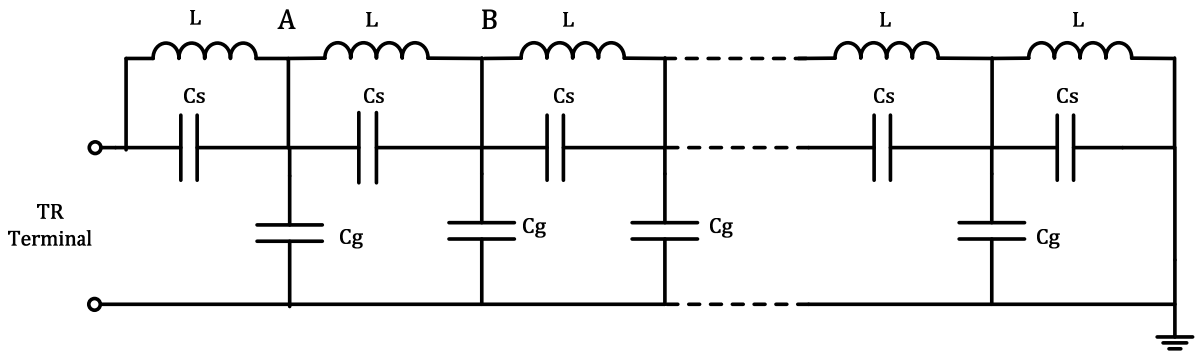 L A L B L L L
Cs Cs Cs Cs Cs
TR
Terminal
Cg Cg Cg Cg